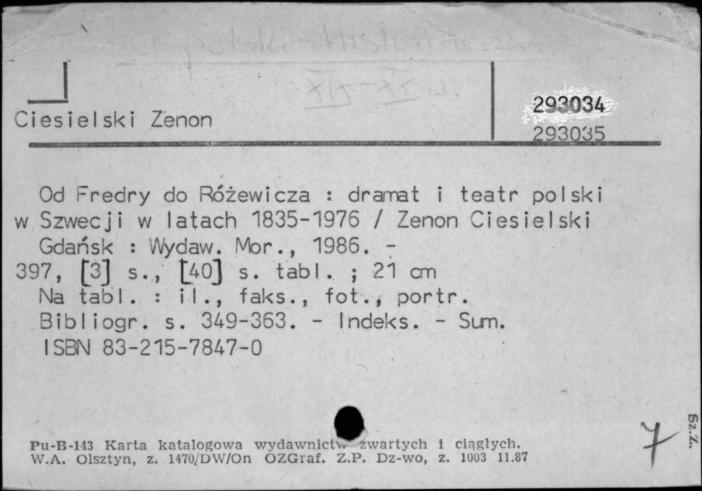 Ciesielski Zenon
293034
293035
Od Fredry do Różewicza : dramat i teatr polski
w Szwecji w latach 1835-1976 / Zenon Ciesielski
Gdańsk : Wydaw. Mor., 1986. -
397, [3] s., [40] s. tabl. ; 21 cm
Na tabl. : il., faks., fot., portr.
Bibliogr. s. 349-363. - Indeks. - Sum.
ISBN 83-215-7847-0
Pu-B-143 Karta katalogowa wydawnictw zwartych i ciągłych.
W.A. Olsztyn, z. 1470/DW/On OZGraf. Z.P. Dz-wo, z. 1003 11.87
7
Sz.Z.